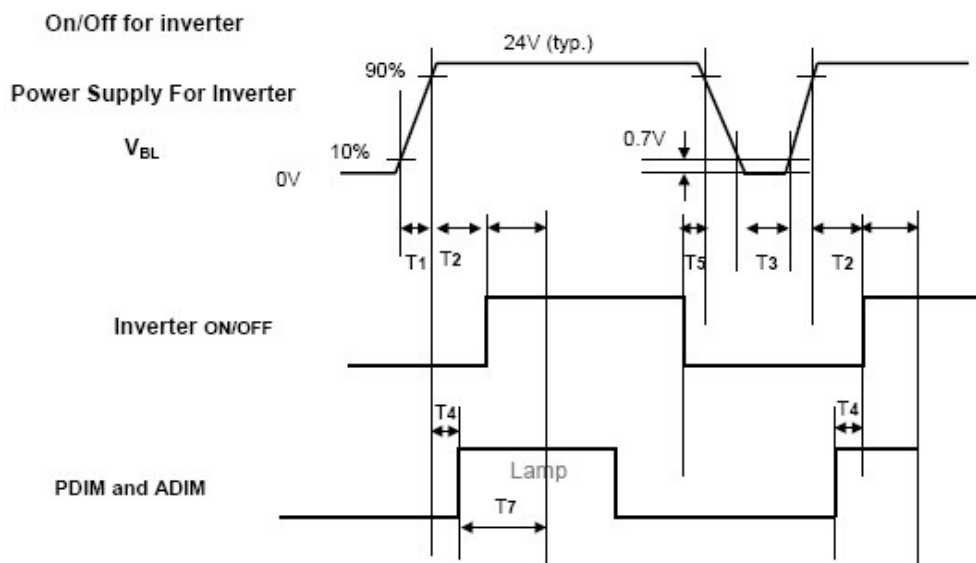 On/Off for inverter
24V (typ.)
90%
Power Supply For Inverter
VBL
10%
0V
0.7V
T1 T2 T5 T3 T2
Inverter ON/OFF
T4 T4
Lamp
PDIM and ADIM
T7